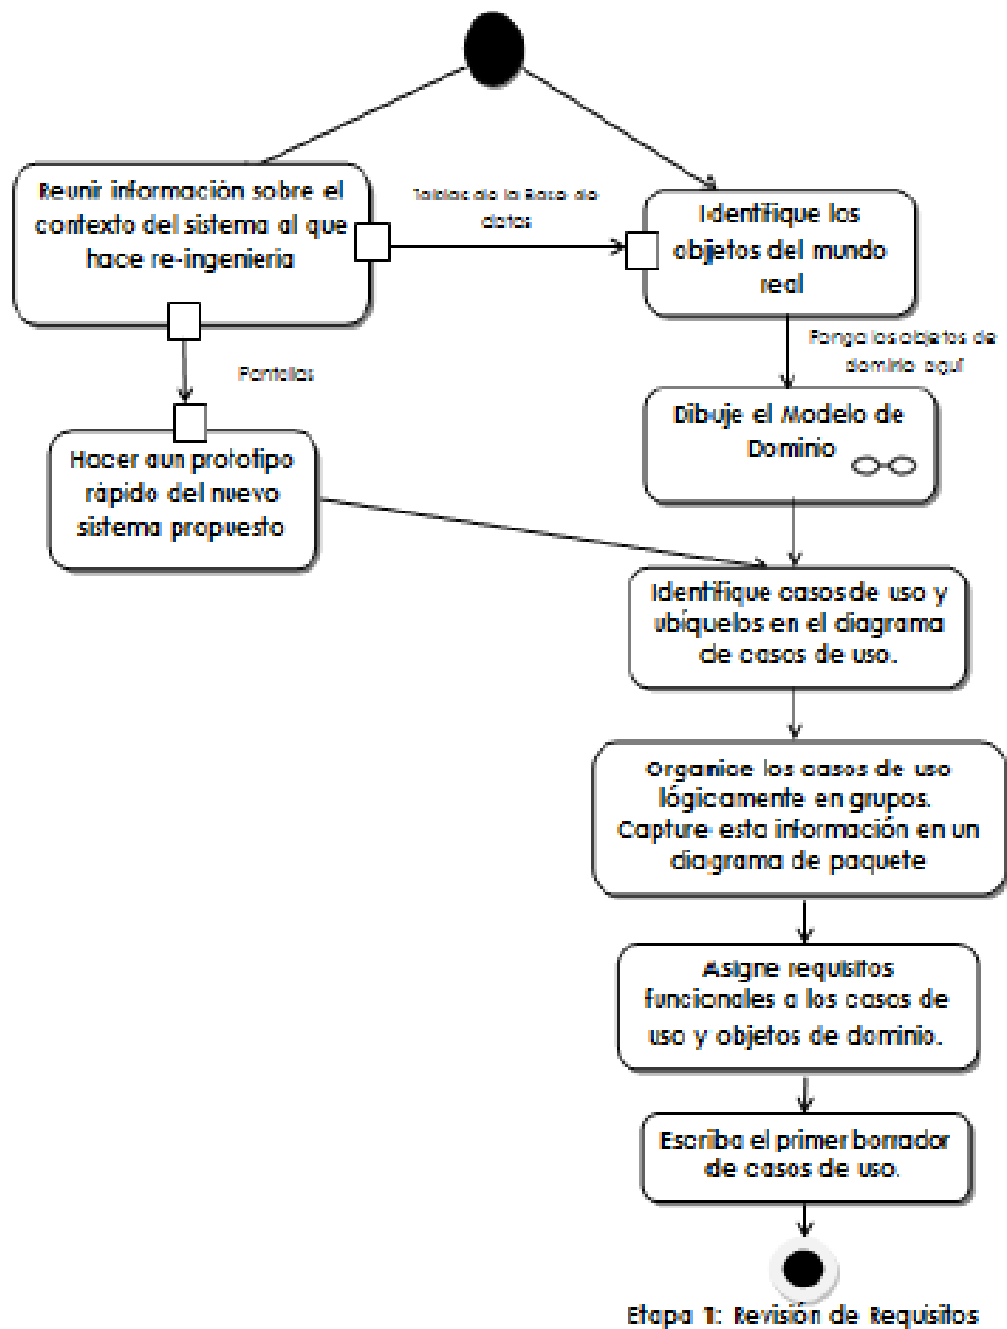 Reunir información sobre el
contexto del sistema al que
hace re-ingeniería
Tablas de la Base de
datos
Identifique los
objetos del mundo
real
Ponga los objetos de
dominio aquí
Pantallas
Dibuje el Modelo de
Dominio
Hacer aun prototipo
rápido del nuevo
sistema propuesto
Identifique casos de uso y
ubíquelos en el diagrama
de casos de uso.
Organice los casos de uso
lógicamente en grupos.
Capture esta información en un
diagrama de paquete
Asigne requisitos
funcionales a los casos de
uso y objetos de dominio.
Escriba el primer borrador
de casos de uso.
Etapa 1: Revisión de Requisitos